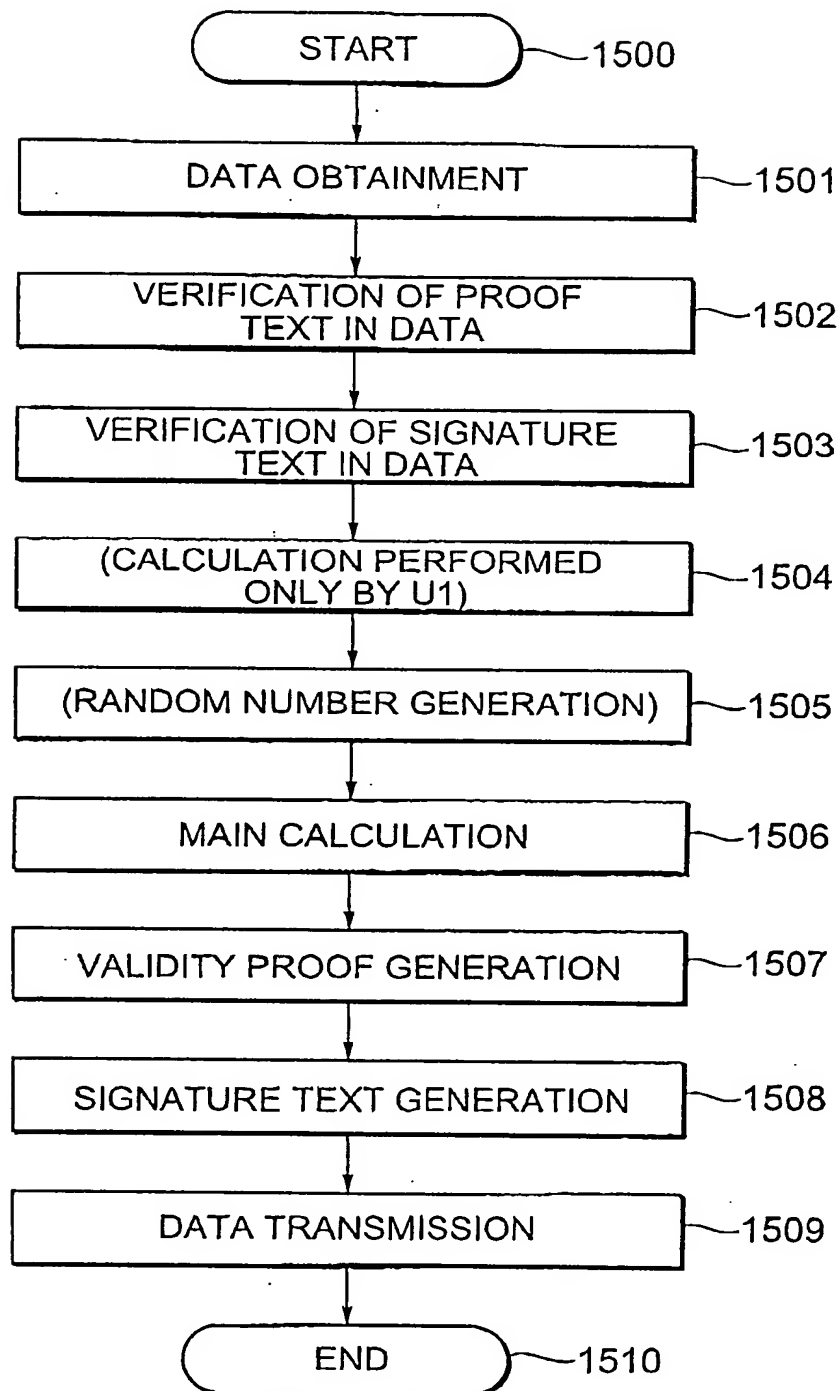 START
1500
DATA OBTAINMENT
1501
VERIFICATION OF PROOF
TEXT IN DATA
1502
VERIFICATION OF SIGNATURE
TEXT IN DATA
1503
(CALCULATION PERFORMED
ONLY BY U1)
1504
(RANDOM NUMBER GENERATION)
1505
MAIN CALCULATION
1506
VALIDITY PROOF GENERATION
1507
SIGNATURE TEXT GENERATION
1508
DATA TRANSMISSION
1509
END
1510